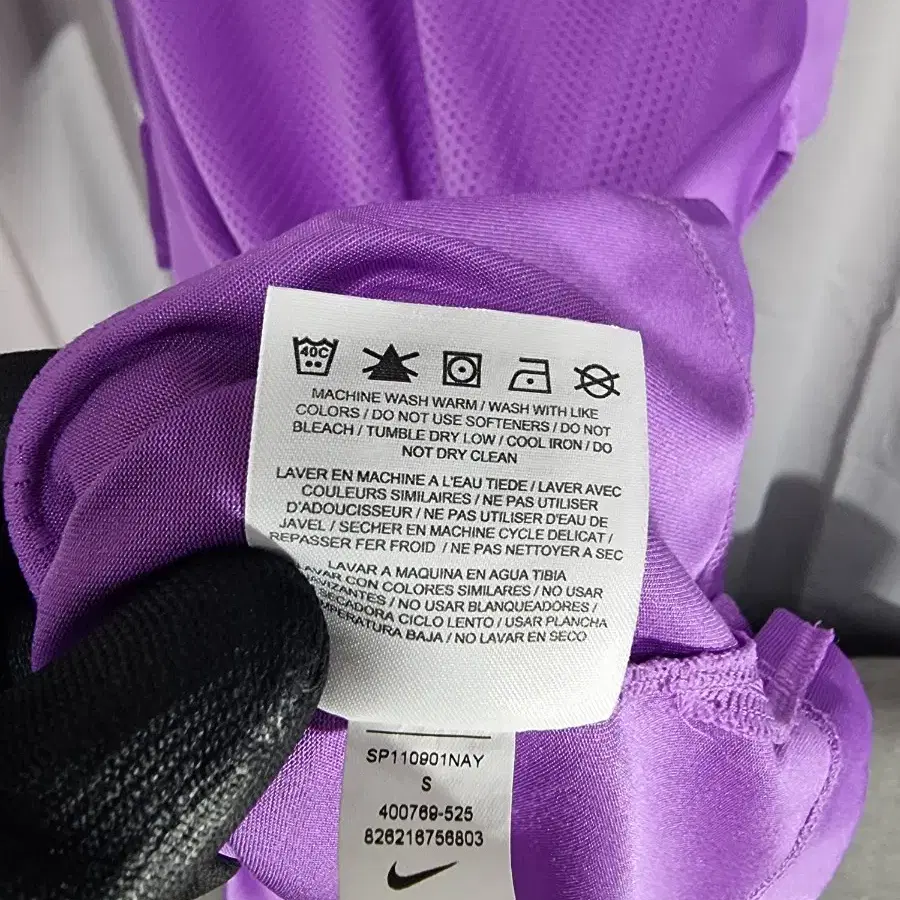 40C
MACHINE WASH WARM / WASH WITH LIKE
COLORS / DO NOT USE SOFTENERS / DO NOT
BLEACH / TUMBLE DRY LOW / COOL IRON / DO
NOT DRY CLEAN
LAVER EN MACHINE A L'EAU TIEDE / LAVER AVEC
COULEURS SIMILAIRES / NE PAS UTILISER
D'ADOUCISSEUR / NE PAS UTILISER D'EAU DE
JAVEL / SECHER EN MACHINE CYCLE DELICAT /
REPASSER FER FROID / NE PAS NETTOYER A SEC
LAVAR A MAQUINA EN AGUA TIBIA
LAVAR CON COLORES SIMILARES / NO USAR
/ NO USAR BLANQUEADORES /
CICLO LENTO / USAR PLANCHA
BAJA / NO LAVAR EN SECO
SP110901NAY
S
400769-525
826216756803